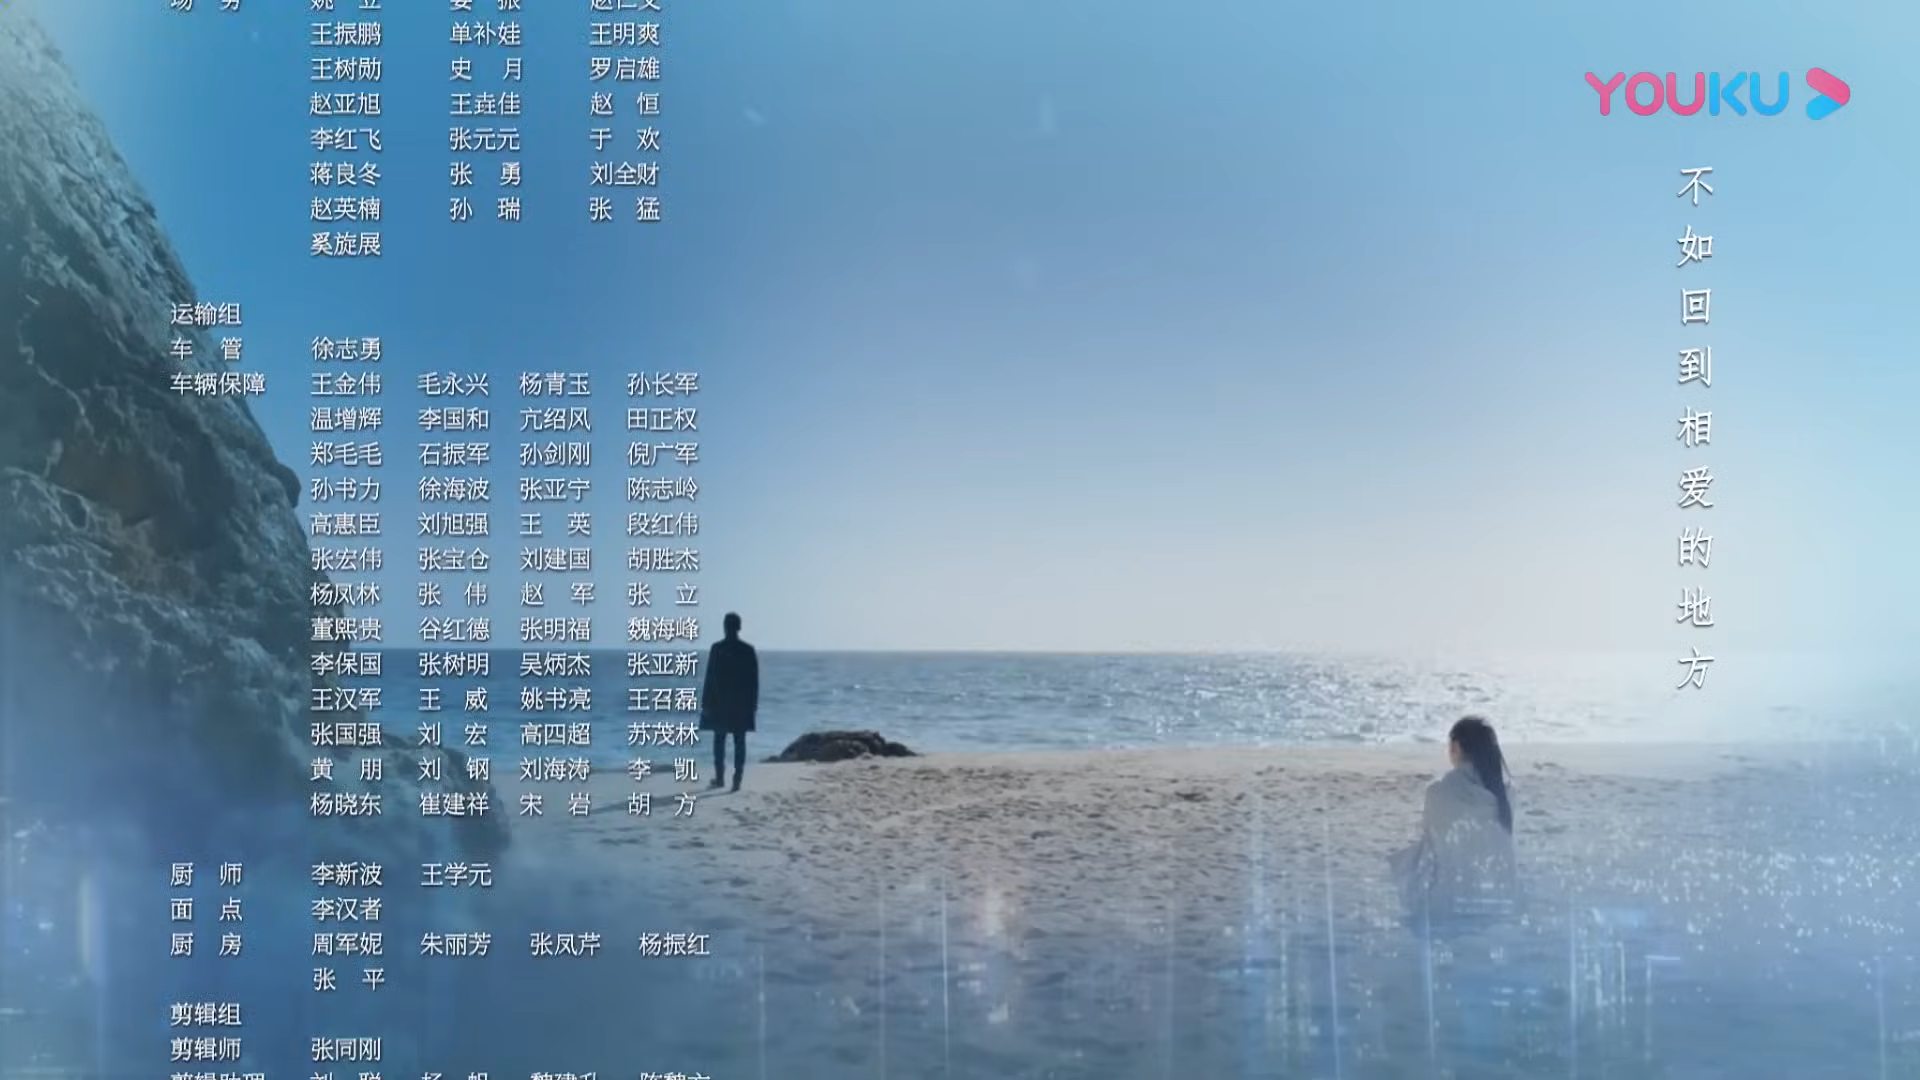 王振鹏 单补娃 王明爽
王树勋 史 月 罗启雄
赵亚旭 王垚佳 赵 恒
李红飞 张元元 于 欢
蒋良冬 张 勇 刘全财
赵英楠 孙 瑞 张 猛
奚旋展
运输组
车 管 徐志勇
车辆保障 王金伟 毛永兴 杨青玉 孙长军
温增辉 李国和 亢绍风 田正权
郑毛毛 石振军 孙剑刚 倪广军
孙书力 徐海波 张亚宁 陈志岭
高惠臣 刘旭强 王 英 段红伟
张宏伟 张宝仓 刘建国 胡胜杰
杨凤林 张 伟 赵 军 张 立
董熙贵 谷红德 张明福 魏海峰
李保国 张树明 吴炳杰 张亚新
王汉军 王 威 姚书亮 王召磊
张国强 刘 宏 高四超 苏茂林
黄 朋 刘 钢 刘海涛 李 凯
杨晓东 崔建祥 宋 岩 胡 方
厨 师 李新波 王学元
面 点 李汉者
厨 房 周军妮 朱丽芳 张凤芹 杨振红
张 平
剪辑组
剪辑师 张同刚
YOUKU
不如回到相爱的地方